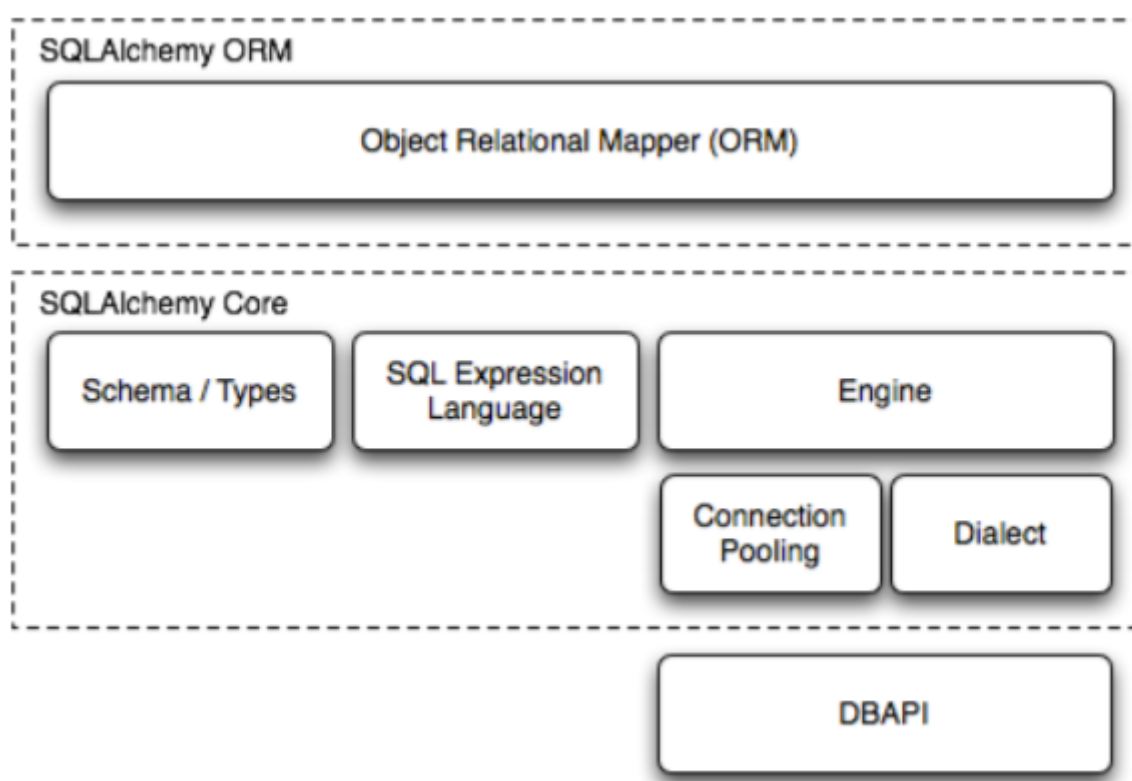 SQLAlchemy ORM
Object Relational Mapper (ORM)
SQLAlchemy Core
Schema / Types
SQL Expression
Language
Engine
Connection
Pooling
Dialect
DBAPI